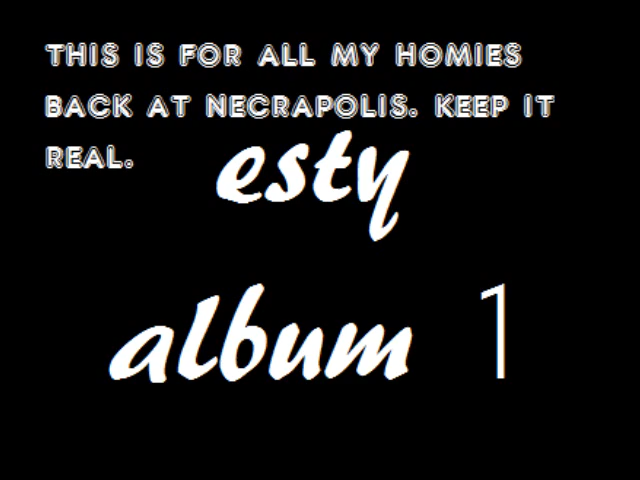 THIS IS FOR ALL MY HOMIES
BACK AT NECRAPOLIS. KEEP IT
REAL.
esty
album 1